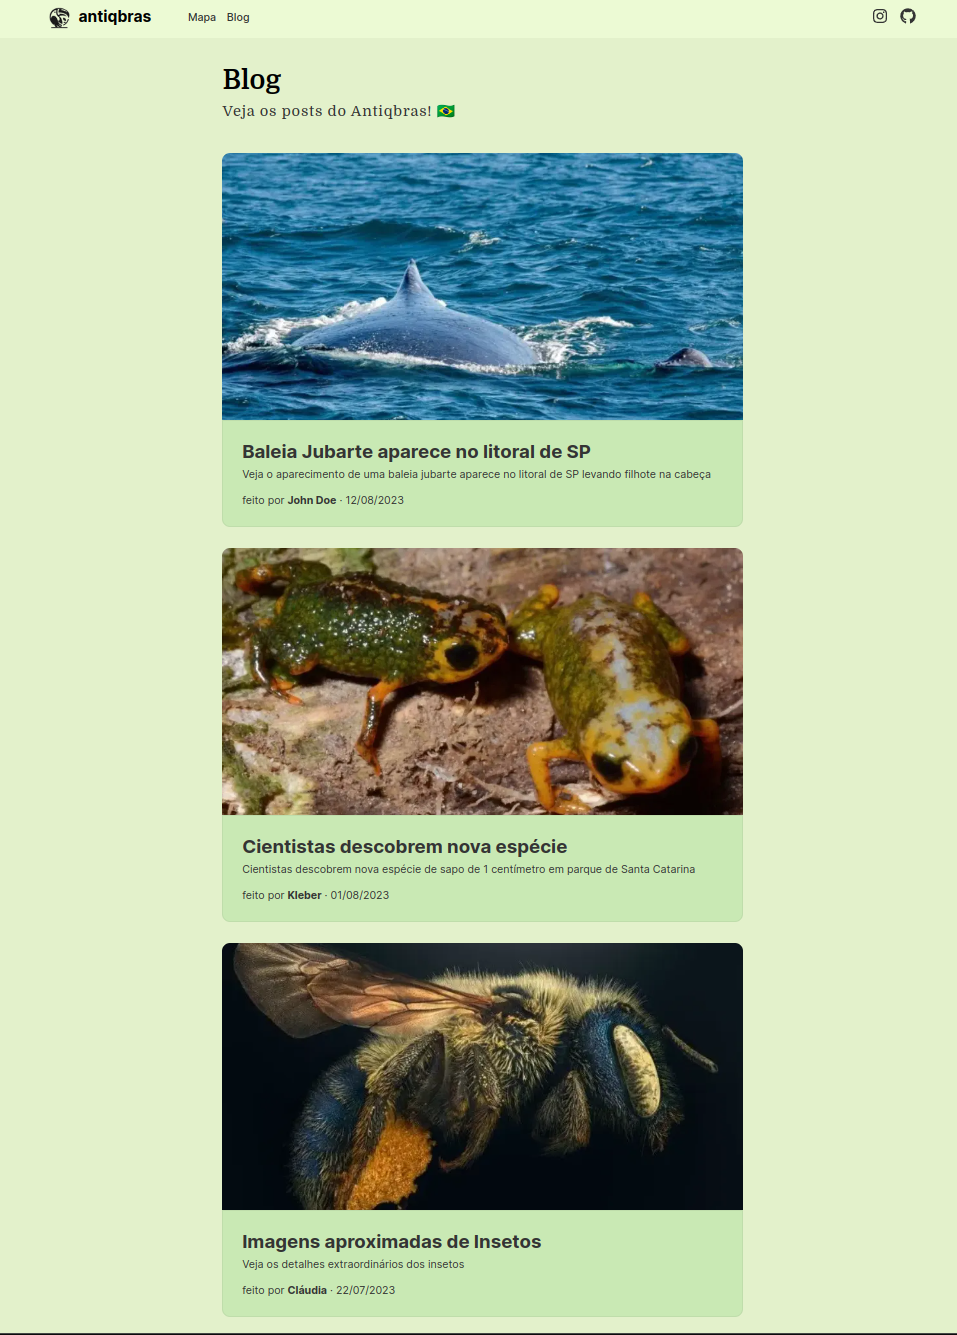 antiqbras
Mapa Blog
Blog
Veja os posts do Antiqbras! 🇧🇷
Baleia Jubarte aparece no litoral de SP
Veja o aparecimento de uma baleia jubarte aparece no litoral de SP levando filhote na cabeça
feito por John Doe · 12/08/2023
Cientistas descobrem nova espécie
Cientistas descobrem nova espécie de sapo de 1 centímetro em parque de Santa Catarina
feito por Kleber · 01/08/2023
Imagens aproximadas de Insetos
Veja os detalhes extraordinários dos insetos
feito por Cláudia · 22/07/2023